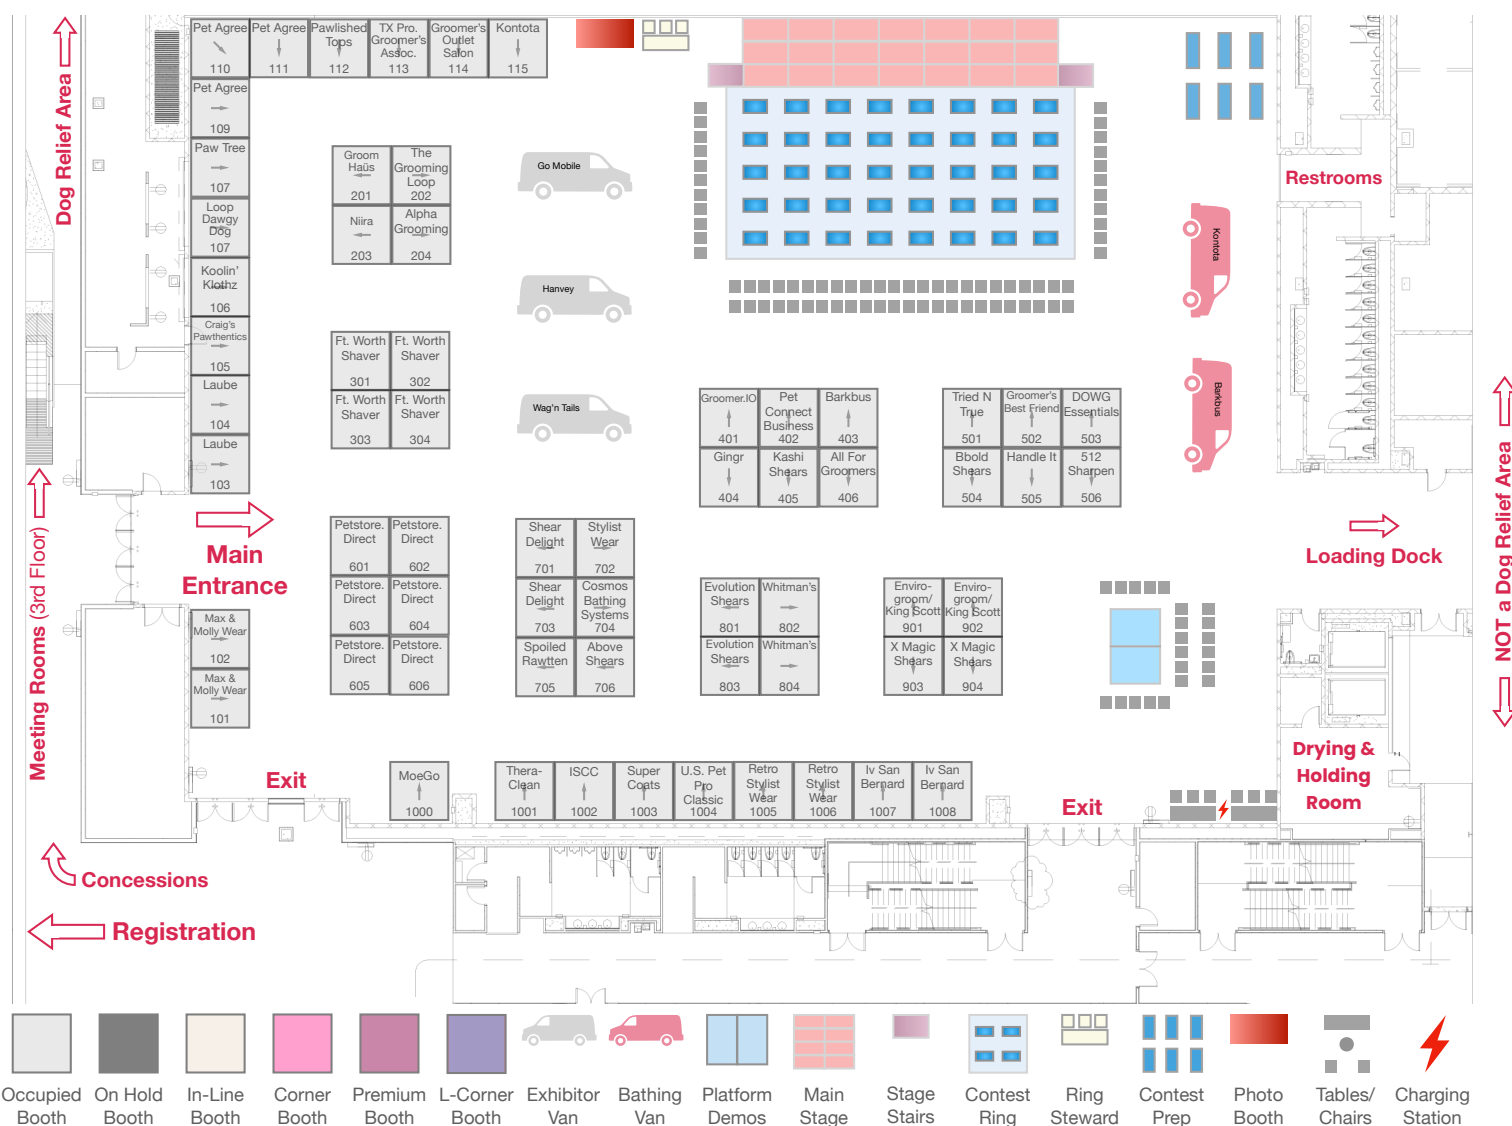 Pet Agree
110
Pet Agree
111
Pawlished
Tops
112
TX Pro.
Groomer's
Assoc.
113
Groomer's
Outlet
Salon
114
Kontota
115
Pet Agree
109
Paw Tree
107
Loop
Dawgy
Dog
107
Koolin'
Klothz
106
Craig's
Pawthentics
105
Laube
104
Laube
103
Dog Relief Area
Groom
Haüs
201
The
Grooming
Loop
202
Niira
203
Alpha
Grooming
204
Go Mobile
Hanvey
Wag'n Tails
Ft. Worth
Shaver
301
Ft. Worth
Shaver
302
Ft. Worth
Shaver
303
Ft. Worth
Shaver
304
Restrooms
Kontota
Barkbus
Groomer.IO
401
Pet
Connect
Business
402
Barkbus
403
Gingr
404
Kashi
Shears
405
All For
Groomers
406
Tried N
True
501
Groomer's
Best Friend
502
DOWG
Essentials
503
Bbold
Shears
504
Handle It
505
512
Sharpen
506
Main
Entrance
Meeting Rooms (3rd Floor)
Loading Dock
NOT a Dog Relief Area
Petstore.
Direct
601
Petstore.
Direct
602
Petstore.
Direct
603
Petstore.
Direct
604
Petstore.
Direct
605
Petstore.
Direct
606
Shear
Delight
701
Stylist
Wear
702
Shear
Delight
703
Cosmos
Bathing
Systems
704
Spoiled
Rawtten
705
Above
Shears
706
Evolution
Shears
801
Whitman's
802
Evolution
Shears
803
Whitman's
804
Enviro-
groom/
King Scott
901
Enviro-
groom/
King Scott
902
X Magic
Shears
903
X Magic
Shears
904
Max &
Molly Wear
102
Max &
Molly Wear
101
Exit
MoeGo
1000
Thera-
Clean
1001
ISCC
1002
Super
Coats
1003
U.S. Pet
Pro
Classic
1004
Retro
Stylist
Wear
1005
Retro
Stylist
Wear
1006
Iv San
Bernard
1007
Iv San
Bernard
1008
Exit
Drying &
Holding
Room
Concessions
Registration
Occupied
Booth
On Hold
Booth
In-Line
Booth
Corner
Booth
Premium
Booth
L-Corner
Booth
Exhibitor
Van
Bathing
Van
Platform
Demos
Main
Stage
Stage
Stairs
Contest
Ring
Ring
Steward
Contest
Prep
Photo
Booth
Tables/
Chairs
Charging
Station